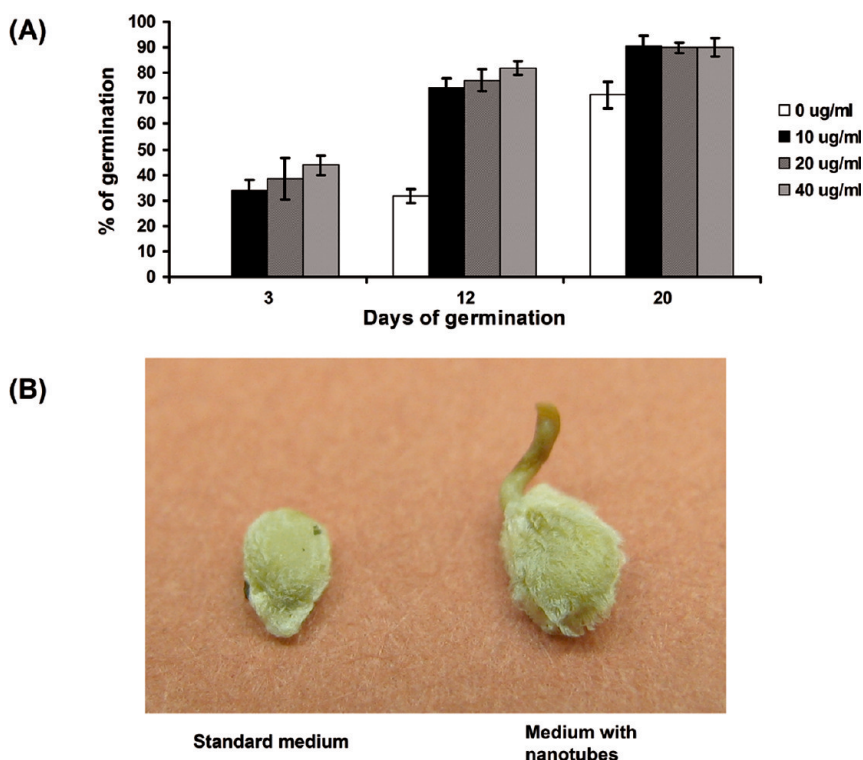 (A)
100
90
80
70
60
50
40
30
20
10
0
% of germination
3 12 20
Days of germination
0 ug/ml
10 ug/ml
20 ug/ml
40 ug/ml
(B)
Standard medium
Medium with
nanotubes